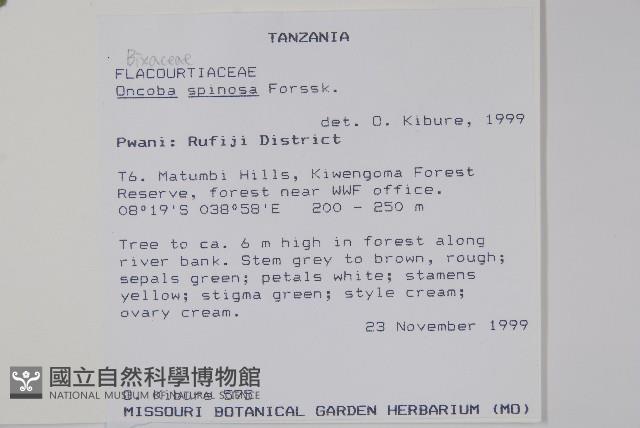 TANZANIA
Bixaceae
FLACOURTIACEAE
Oncoba spinosa Forssk.
det. O. Kibure, 1999
Pwani: Rufiji District
T6. Matumbi Hills, Kiwengoma Forest
Reserve, forest near WWF office.
08°19'S 038°58'E 200 - 250 m
Tree to ca. 6 m high in forest along
river bank. Stem grey to brown, rough;
sepals green; petals white; stamens
yellow; stigma green; style cream;
ovary cream.
23 November 1999
國立自然科學博物館
NATIONAL MUSEUM OF NATURAL SCIENCE
O. Kibure 575
MISSOURI BOTANICAL GARDEN HERBARIUM (MO)